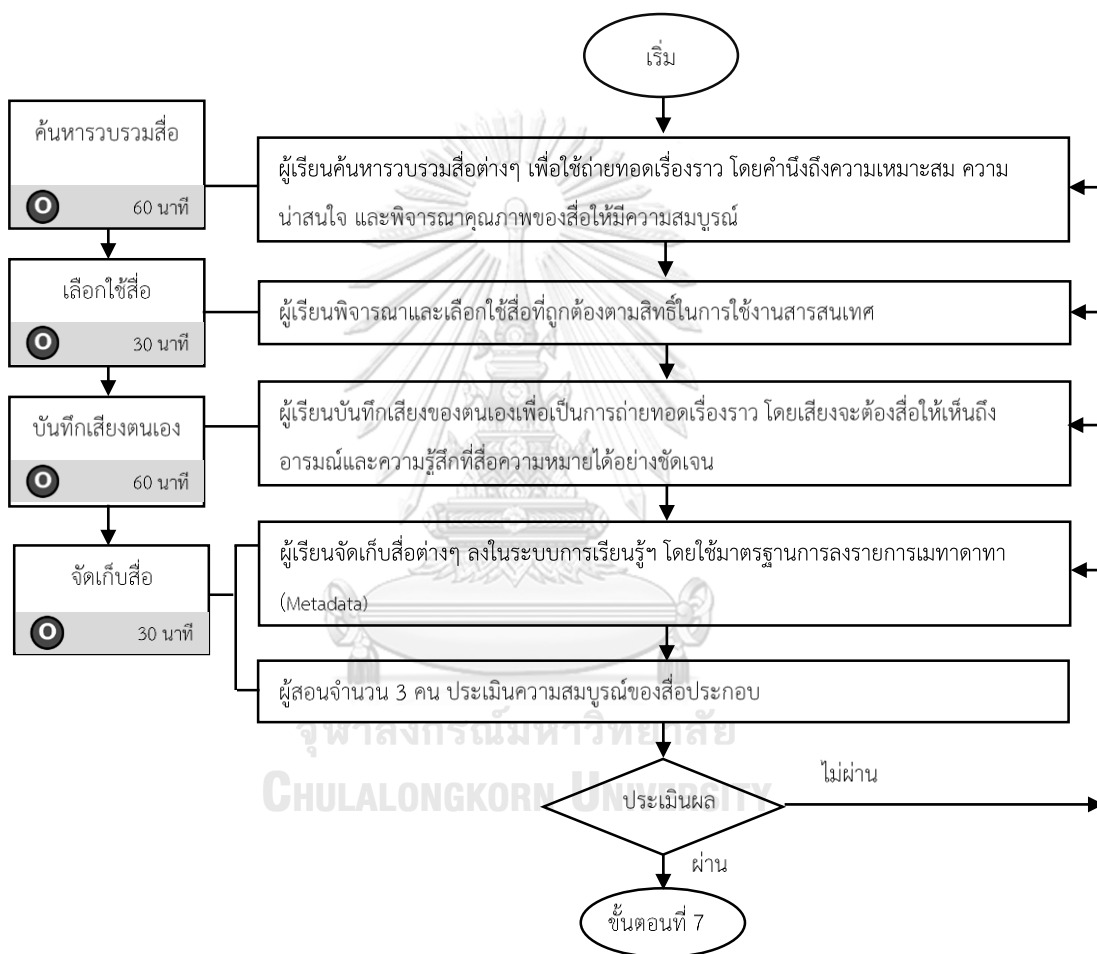 เริ่ม
ค้นหารวบรวมสื่อ
O 60 นาที
ผู้เรียนค้นหารวบรวมสื่อต่างๆ เพื่อใช้ถ่ายทอดเรื่องราว โดยคำนึงถึงความเหมาะสม ความ
น่าสนใจ และพิจารณาคุณภาพของสื่อให้มีความสมบูรณ์
เลือกใช้สื่อ
O 30 นาที
ผู้เรียนพิจารณาและเลือกใช้สื่อที่ถูกต้องตามสิทธิ์ในการใช้งานสารสนเทศ
บันทึกเสียงตนเอง
O 60 นาที
ผู้เรียนบันทึกเสียงของตนเองเพื่อเป็นการถ่ายทอดเรื่องราว โดยเสียงจะต้องสื่อให้เห็นถึง
อารมณ์และความรู้สึกที่สื่อความหมายได้อย่างชัดเจน
จัดเก็บสื่อ
O 30 นาที
ผู้เรียนจัดเก็บสื่อต่างๆ ลงในระบบการเรียนรู้ฯ โดยใช้มาตรฐานการลงรายการเมทาดาทา
(Metadata)
ผู้สอนจำนวน 3 คน ประเมินความสมบูรณ์ของสื่อประกอบ
จุฬาลงกรณ์มหาวิทยาลัย
CHULALONGKORN UNIVERSITY
ประเมินผล
ไม่ผ่าน
ผ่าน
ขั้นตอนที่ 7